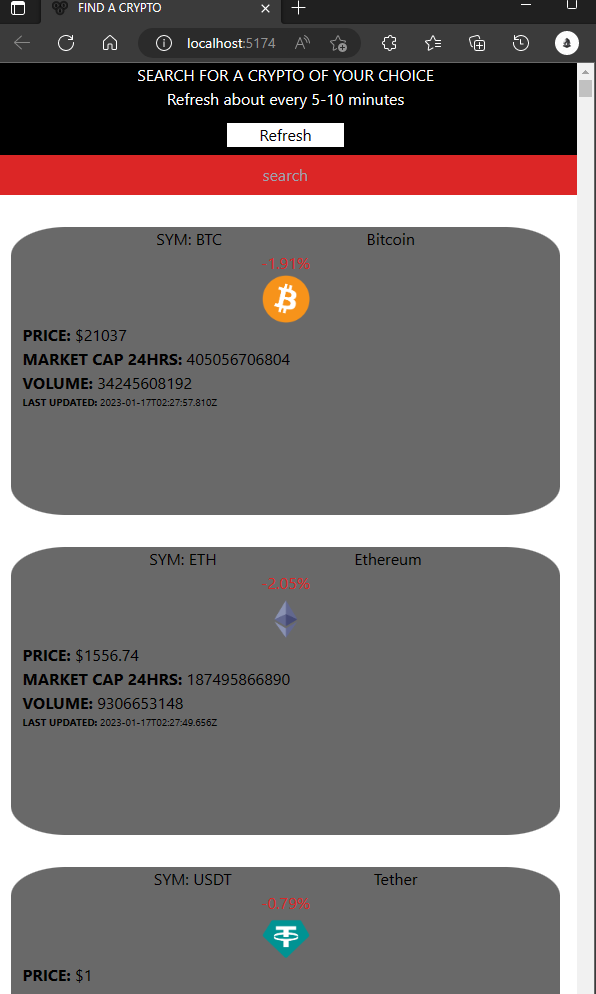 FIND A CRYPTO
localhost:5174
SEARCH FOR A CRYPTO OF YOUR CHOICE
Refresh about every 5-10 minutes
Refresh
search
SYM: BTC Bitcoin
-1.91%
PRICE: $21037
MARKET CAP 24HRS: 405056706804
VOLUME: 34245608192
LAST UPDATED: 2023-01-17T02:27:57.810Z
SYM: ETH Ethereum
-2.05%
PRICE: $1556.74
MARKET CAP 24HRS: 187495866890
VOLUME: 9306653148
LAST UPDATED: 2023-01-17T02:27:49.656Z
SYM: USDT Tether
-0.79%
PRICE: $1